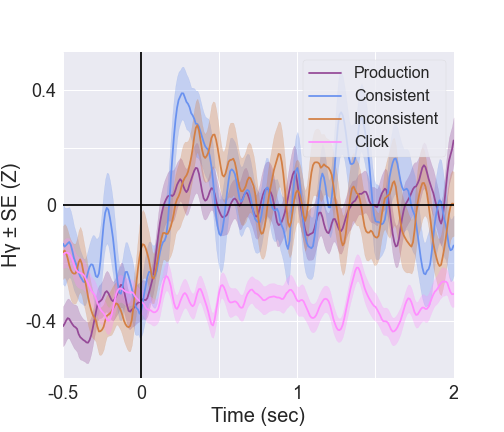 Production
Consistent
Inconsistent
Click
0.4
0
-0.4
Hγ ± SE (Z)
-0.5
0
1
2
Time (sec)